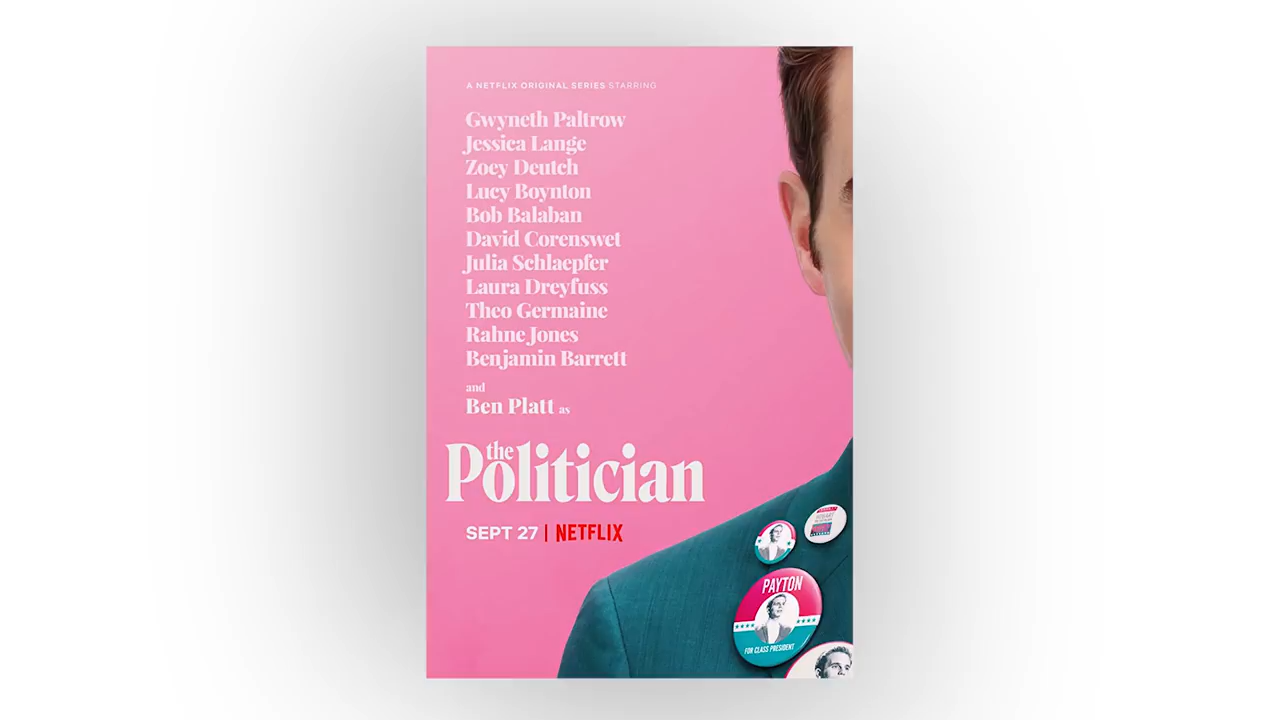 A NETFLIX ORIGINAL SERIES STARRING
Gwyneth Paltrow
Jessica Lange
Zoey Deutch
Lucy Boynton
Bob Balaban
David Corenswet
Julia Schlaepfer
Laura Dreyfuss
Theo Germaine
Rahne Jones
Benjamin Barrett
and
Ben Platt as
the
Politician
SEPT 27 | NETFLIX
PAYTON
FOR CLASS PRESIDENT